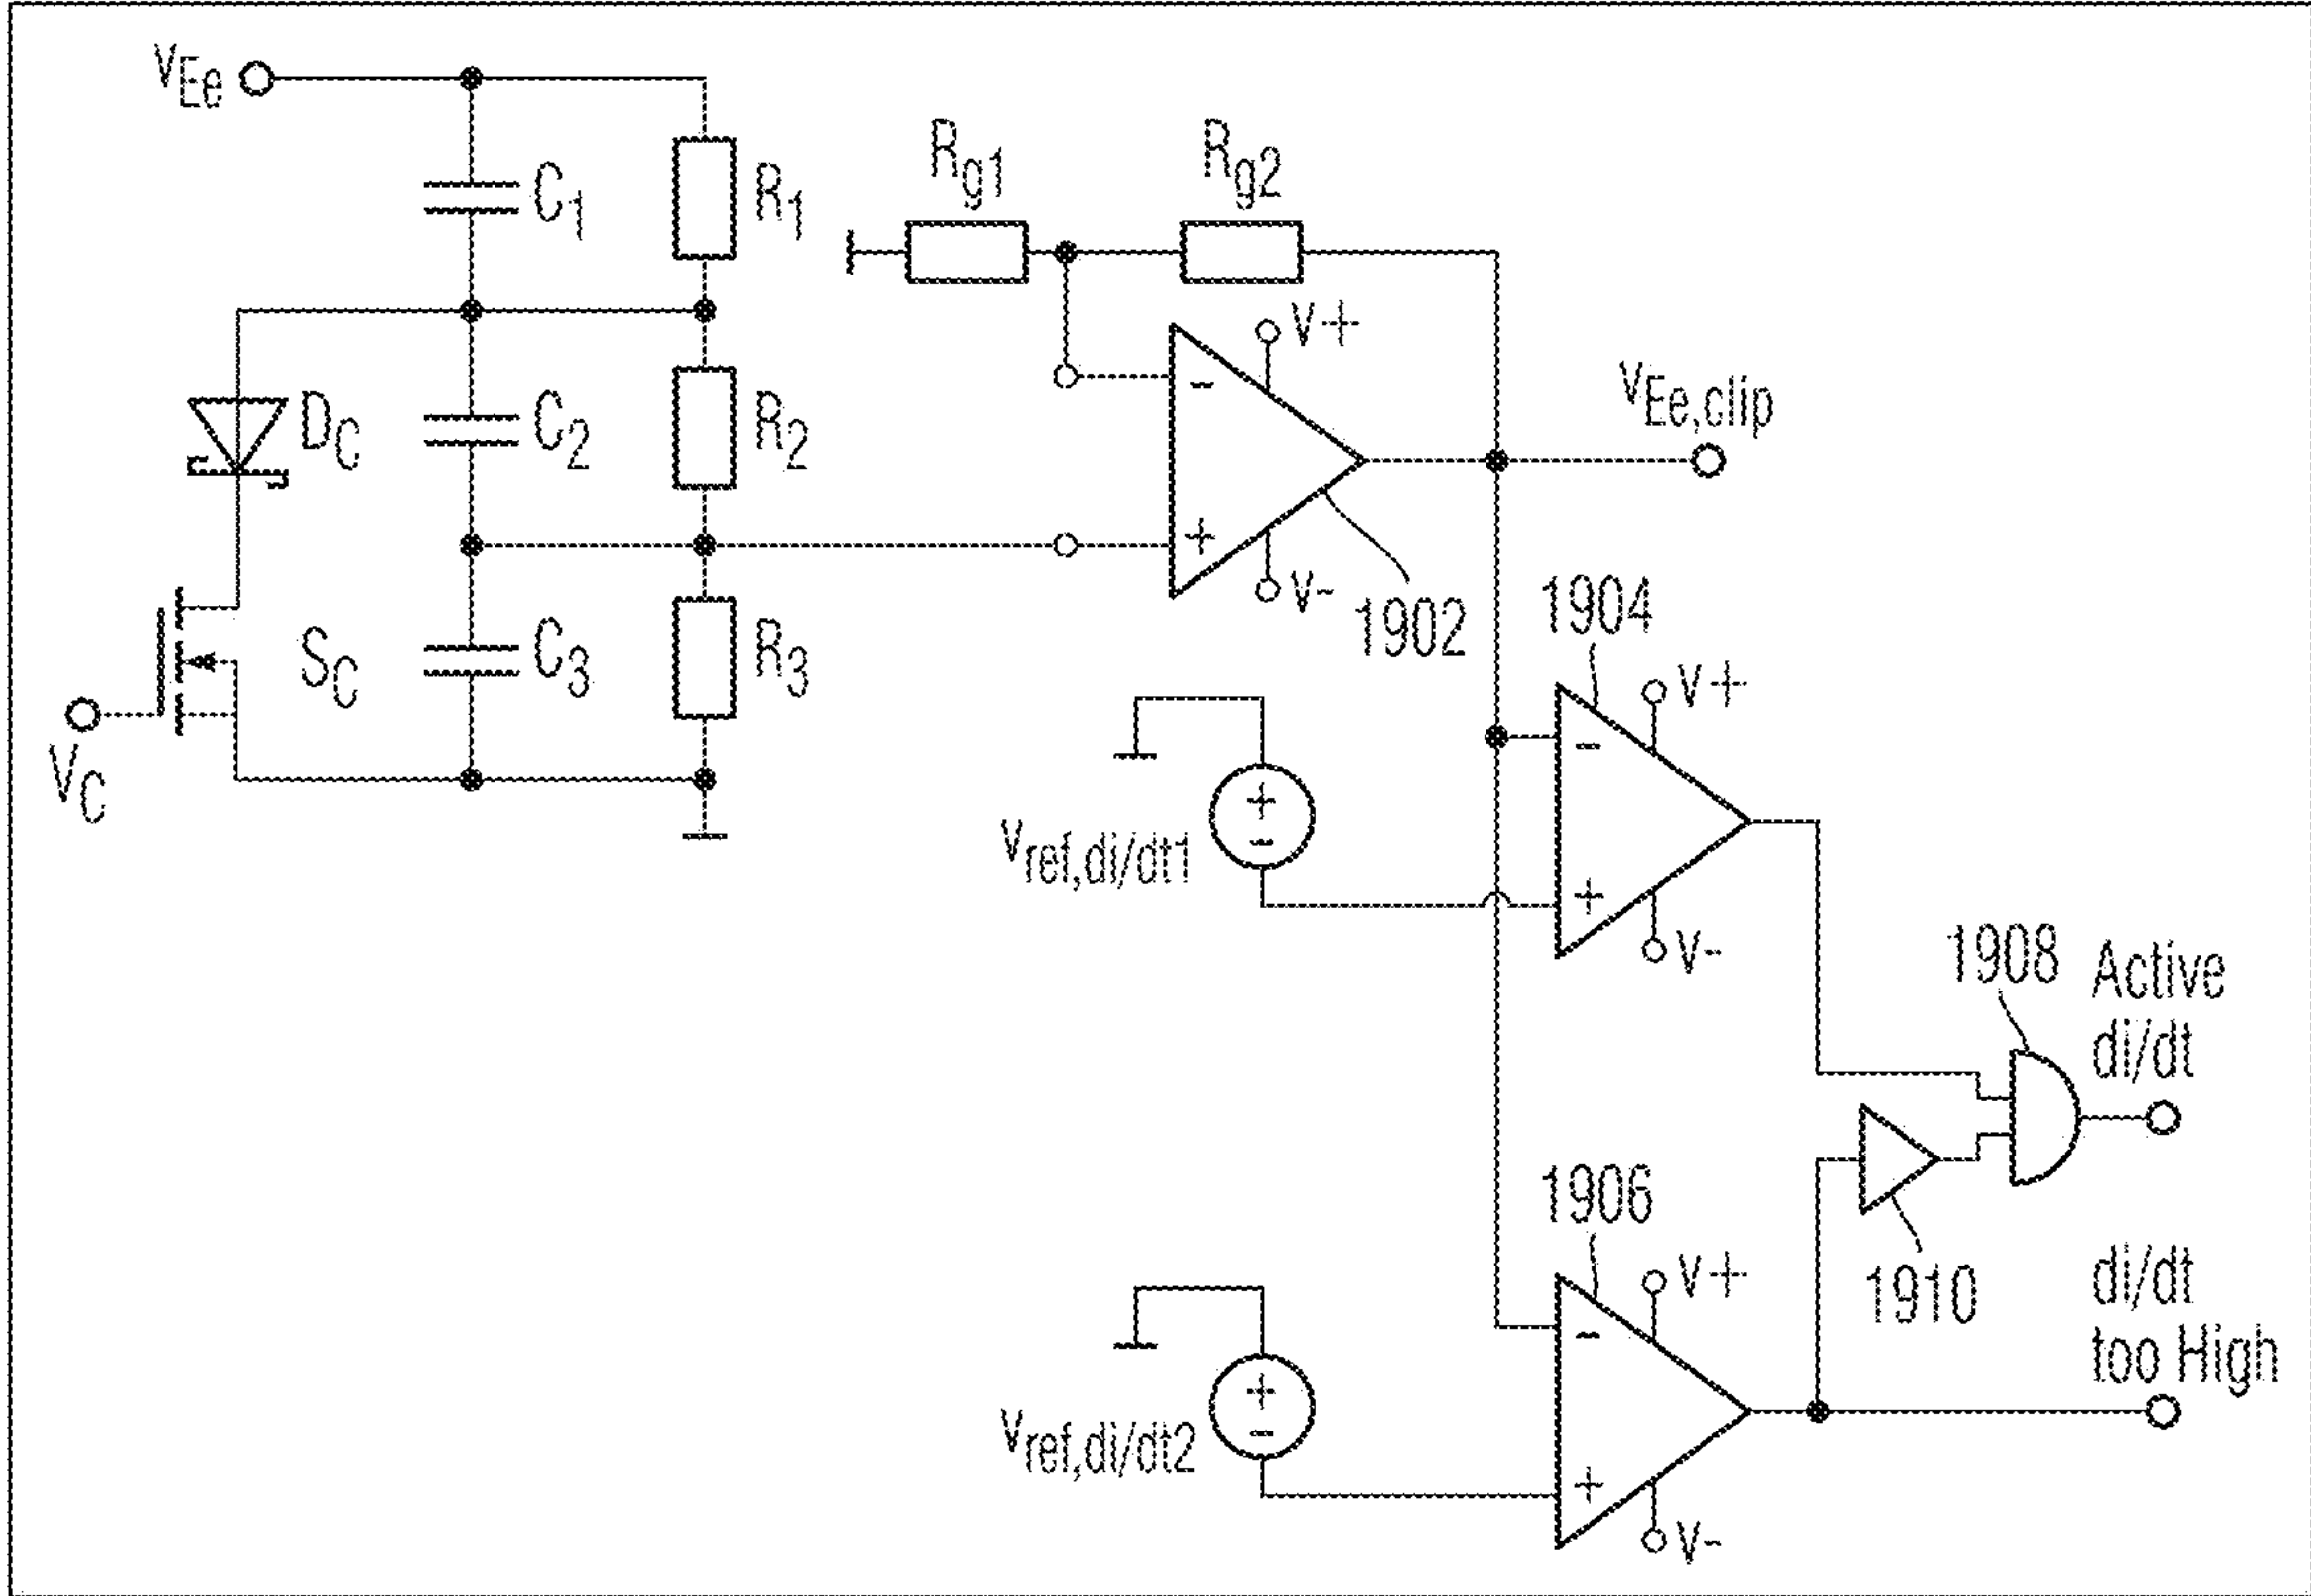 vEe
C1
R1
Rg1
Rg2
V+
-
DC
C2
R2
vEe,clip
+
V-
1902
SC
C3
R3
VC
1904
V+
-
+
-
vref,di/dt1
+
V-
1908
Active
di/dt
1906
V+
-
1910
di/dt
too High
+
-
vref,di/dt2
+
V-